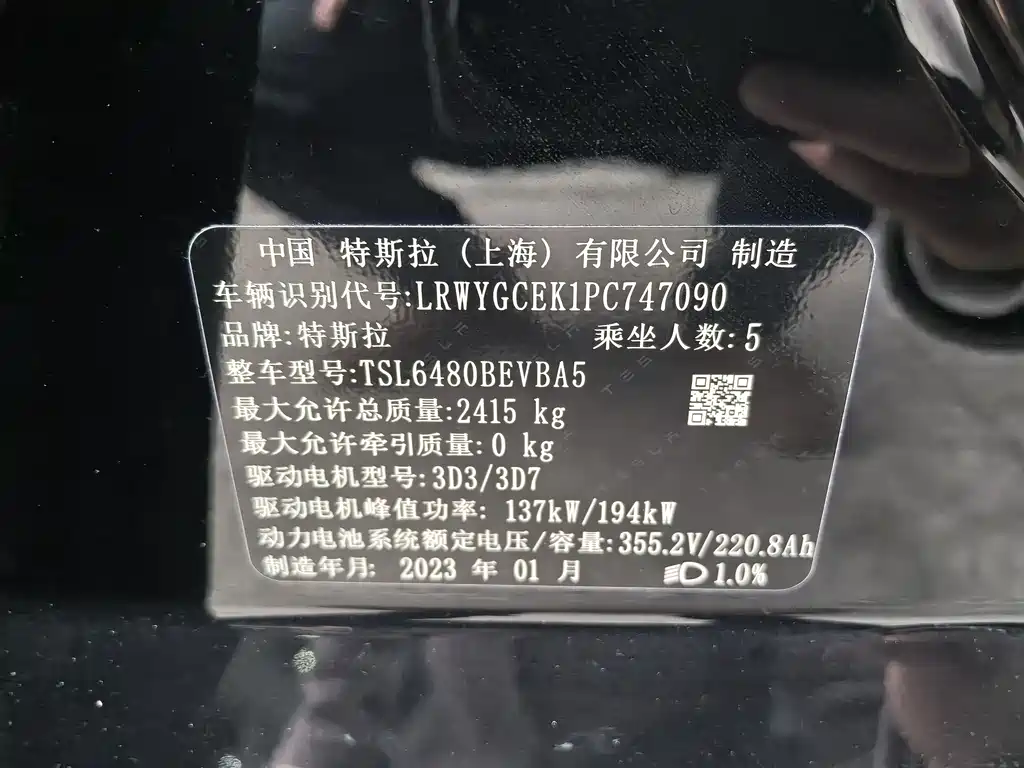 中国 特斯拉（上海）有限公司 制造
车辆识别代号:LRWYGCEK1PC747090
品牌:特斯拉 乘坐人数:5
整车型号:TSL6480BEVBA5
最大允许总质量:2415 kg
最大允许牵引质量:0 kg
驱动电机型号:3D3/3D7
驱动电机峰值功率: 137kW/194kW
动力电池系统额定电压/容量:355.2V/220.8Ah
制造年月: 2023 年 01 月 1.0%